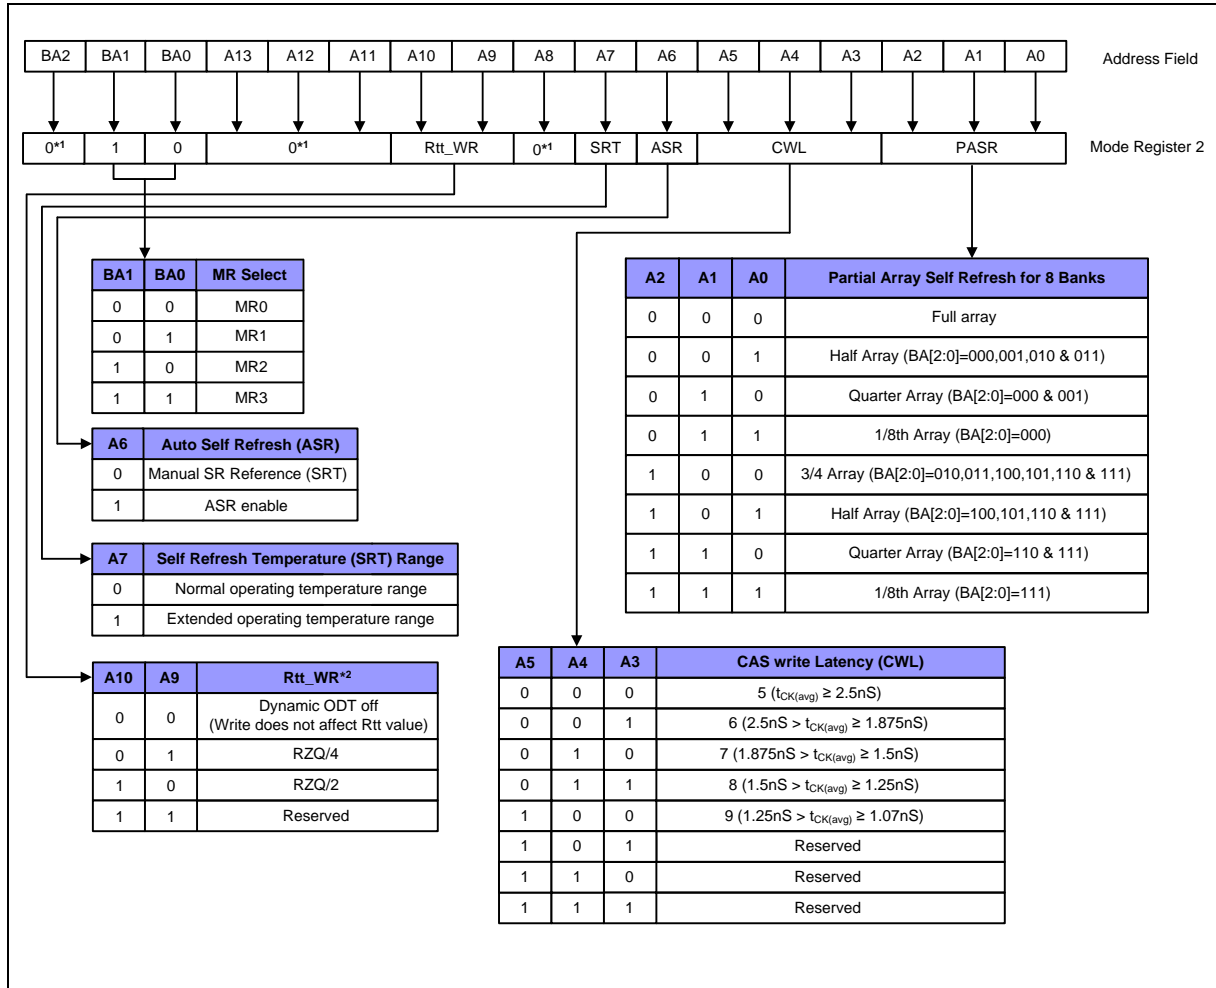 BA2 BA1 BA0 A13 A12 A11 A10 A9 A8 A7 A6 A5 A4 A3 A2 A1 A0 Address Field
0*1 1 0 0*1 Rtt_WR 0*1 SRT ASR CWL PASR Mode Register 2
BA1 BA0 MR Select
0 0 MR0
0 1 MR1
1 0 MR2
1 1 MR3
A6 Auto Self Refresh (ASR)
0 Manual SR Reference (SRT)
1 ASR enable
A7 Self Refresh Temperature (SRT) Range
0 Normal operating temperature range
1 Extended operating temperature range
A10 A9 Rtt_WR*2
0 0 Dynamic ODT off
(Write does not affect Rtt value)
0 1 RZQ/4
1 0 RZQ/2
1 1 Reserved
A2 A1 A0 Partial Array Self Refresh for 8 Banks
0 0 0 Full array
0 0 1 Half Array (BA[2:0]=000,001,010 & 011)
0 1 0 Quarter Array (BA[2:0]=000 & 001)
0 1 1 1/8th Array (BA[2:0]=000)
1 0 0 3/4 Array (BA[2:0]=010,011,100,101,110 & 111)
1 0 1 Half Array (BA[2:0]=100,101,110 & 111)
1 1 0 Quarter Array (BA[2:0]=110 & 111)
1 1 1 1/8th Array (BA[2:0]=111)
A5 A4 A3 CAS write Latency (CWL)
0 0 0 5 (tCK(avg) ≥ 2.5nS)
0 0 1 6 (2.5nS > tCK(avg) ≥ 1.875nS)
0 1 0 7 (1.875nS > tCK(avg) ≥ 1.5nS)
0 1 1 8 (1.5nS > tCK(avg) ≥ 1.25nS)
1 0 0 9 (1.25nS > tCK(avg) ≥ 1.07nS)
1 0 1 Reserved
1 1 0 Reserved
1 1 1 Reserved